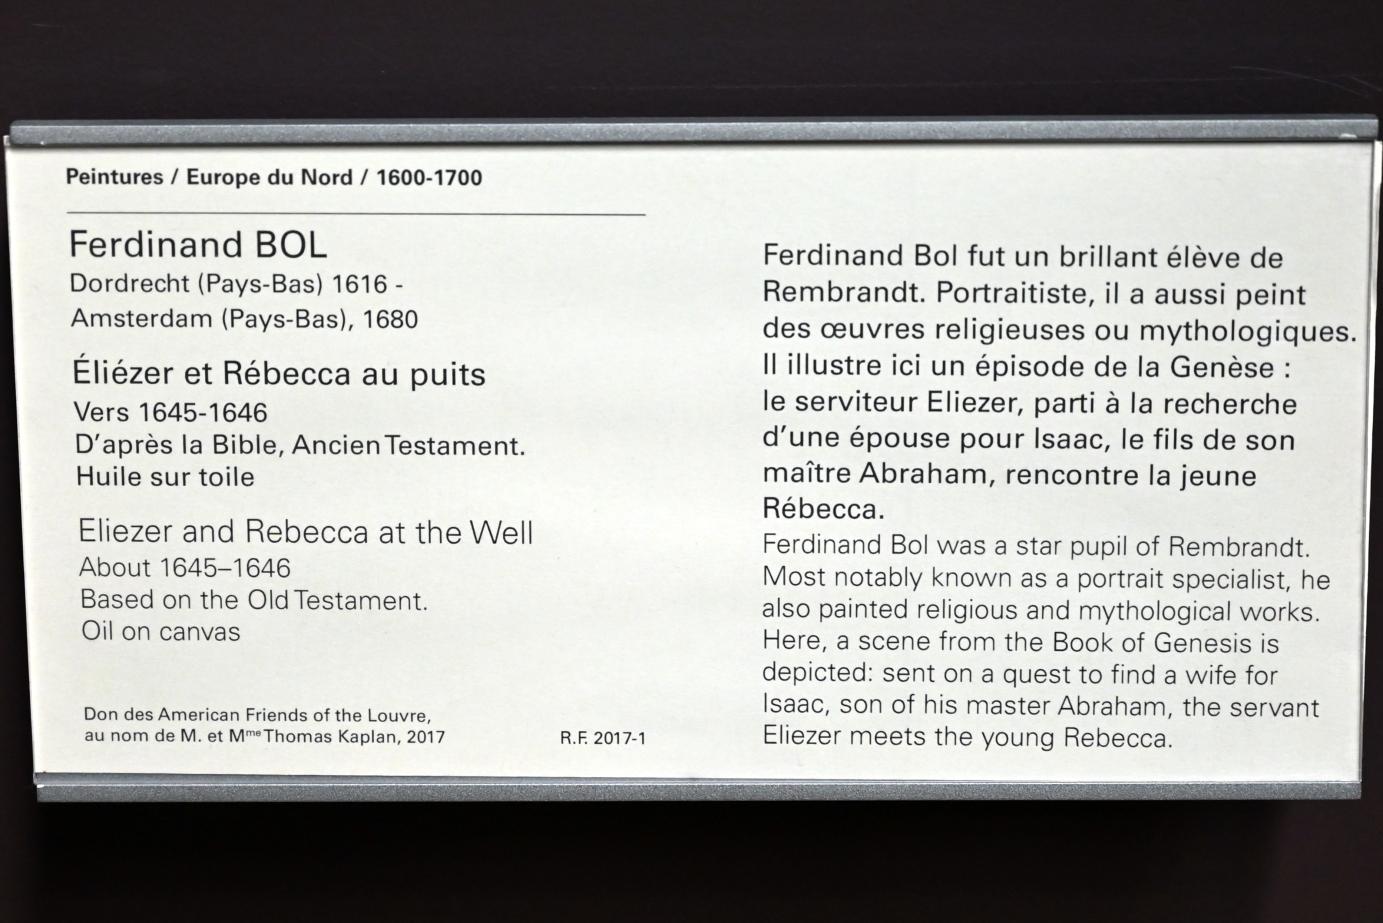 Peintures / Europe du Nord / 1600-1700
Ferdinand BOL
Dordrecht (Pays-Bas) 1616 -
Amsterdam (Pays-Bas), 1680
Éliézer et Rébecca au puits
Vers 1645-1646
D'après la Bible, Ancien Testament.
Huile sur toile
Eliezer and Rebecca at the Well
About 1645–1646
Based on the Old Testament.
Oil on canvas
Don des American Friends of the Louvre,
au nom de M. et Mme Thomas Kaplan, 2017
R.F. 2017-1
Ferdinand Bol fut un brillant élève de
Rembrandt. Portraitiste, il a aussi peint
des œuvres religieuses ou mythologiques.
Il illustre ici un épisode de la Genèse :
le serviteur Eliezer, parti à la recherche
d'une épouse pour Isaac, le fils de son
maître Abraham, rencontre la jeune
Rébecca.
Ferdinand Bol was a star pupil of Rembrandt.
Most notably known as a portrait specialist, he
also painted religious and mythological works.
Here, a scene from the Book of Genesis is
depicted: sent on a quest to find a wife for
Isaac, son of his master Abraham, the servant
Eliezer meets the young Rebecca.